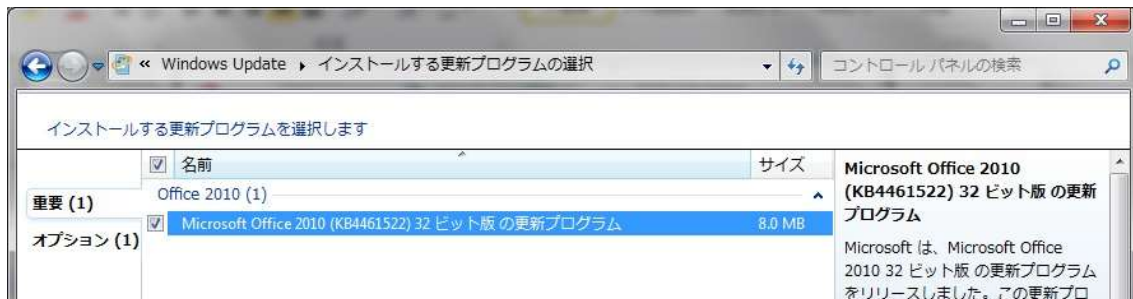 « Windows Update ▸ インストールする更新プログラムの選択
コントロール パネルの検索
インストールする更新プログラムを選択します
名前 サイズ
重要 (1)
オプション (1)
Office 2010 (1)
Microsoft Office 2010 (KB4461522) 32 ビット版 の更新プログラム 8.0 MB
Microsoft Office 2010
(KB4461522) 32 ビット版 の更新
プログラム
Microsoft は、Microsoft Office
2010 32 ビット版 の更新プログラム
をリリースしました。この更新プロ